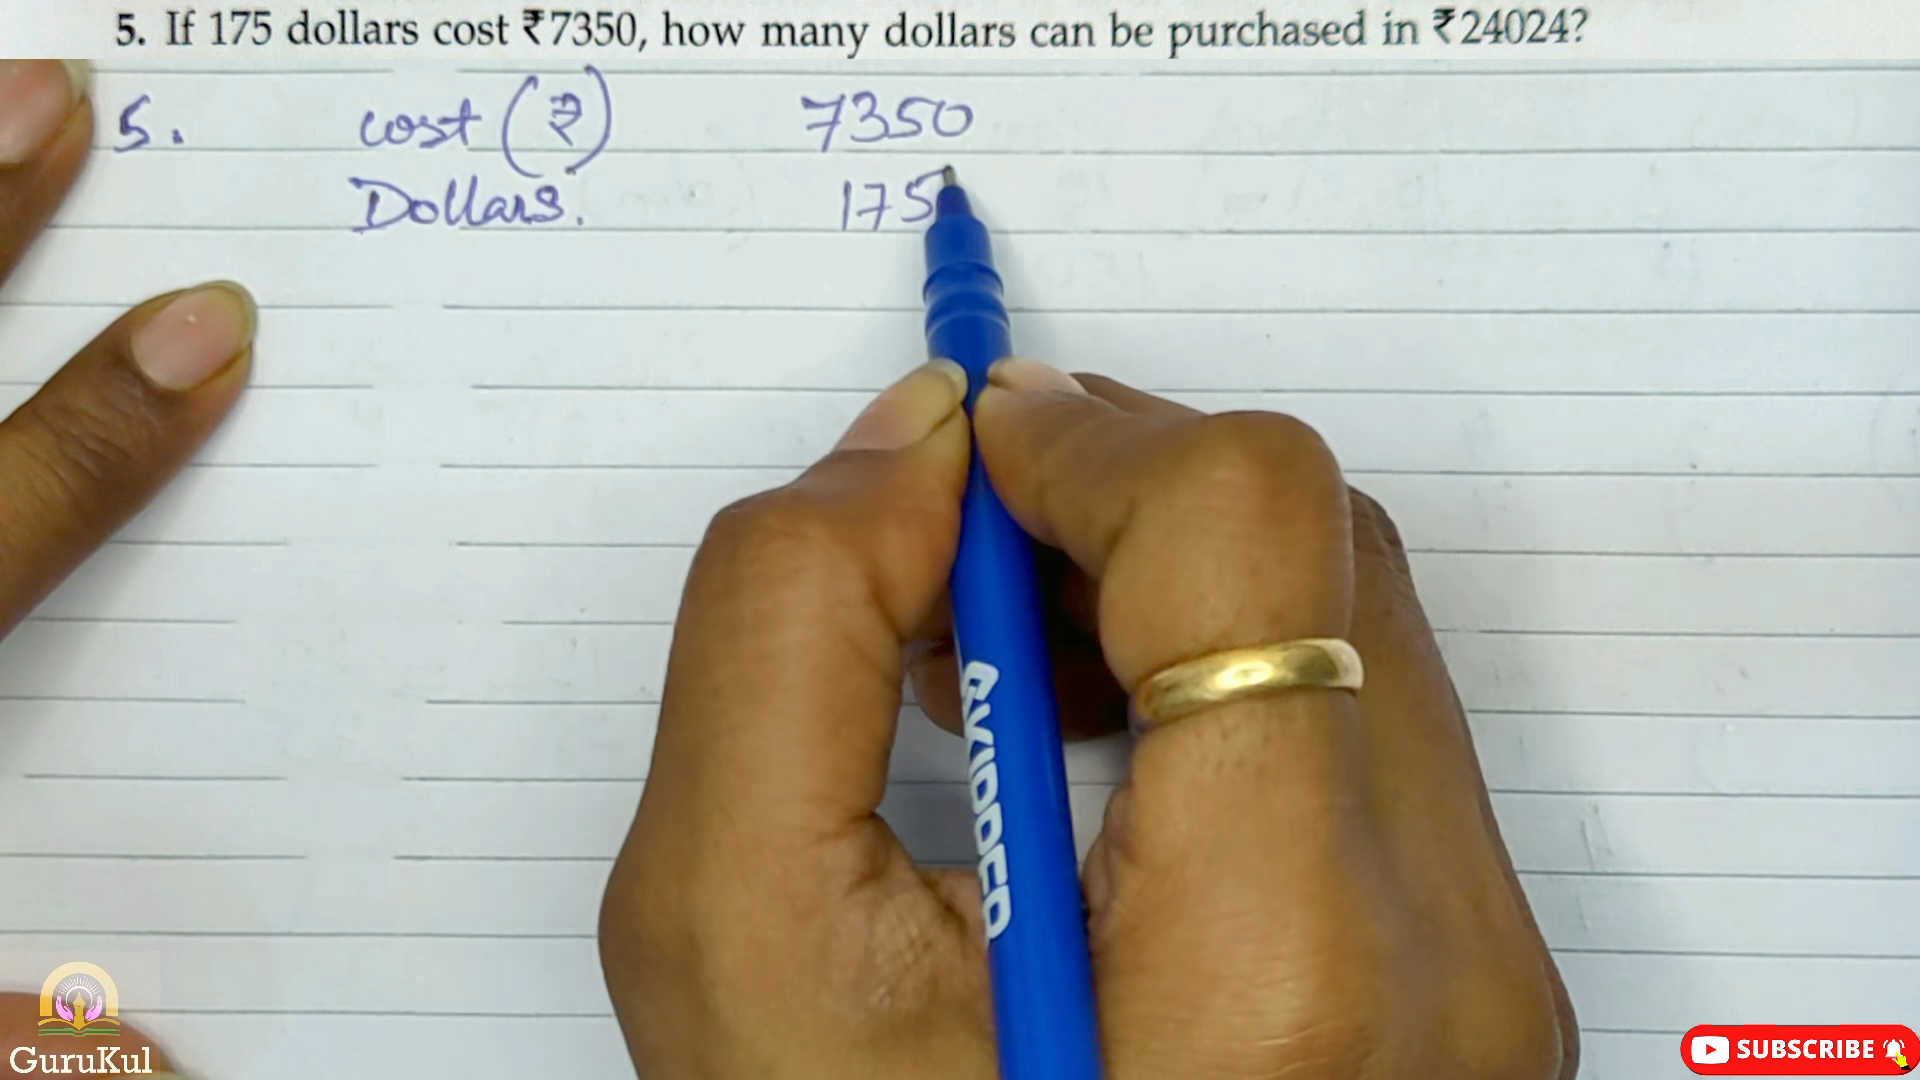 5. If 175 dollars cost ₹7350, how many dollars can be purchased in ₹24024?
5. cost (₹) 7350
Dollars. 175
OXIDDCO
GuruKul
SUBSCRIBE